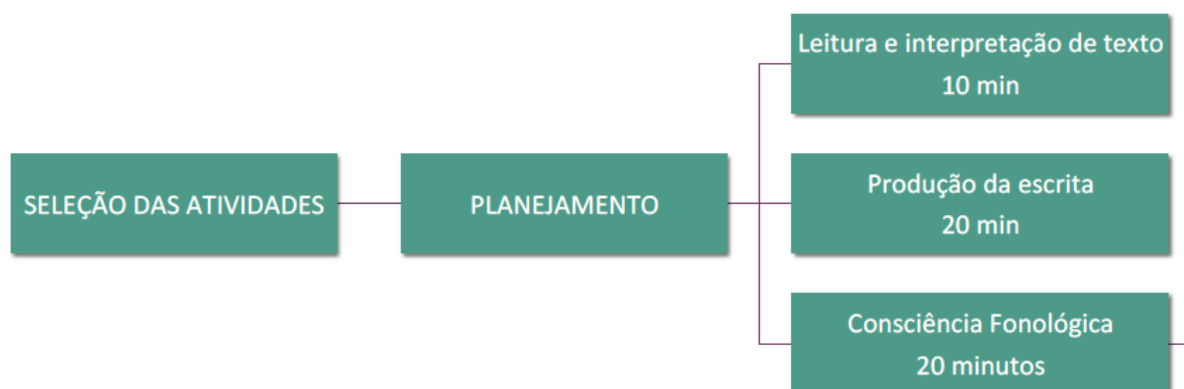 SELEÇÃO DAS ATIVIDADES
PLANEJAMENTO
Leitura e interpretação de texto
10 min
Produção da escrita
20 min
Consciência Fonológica
20 minutos